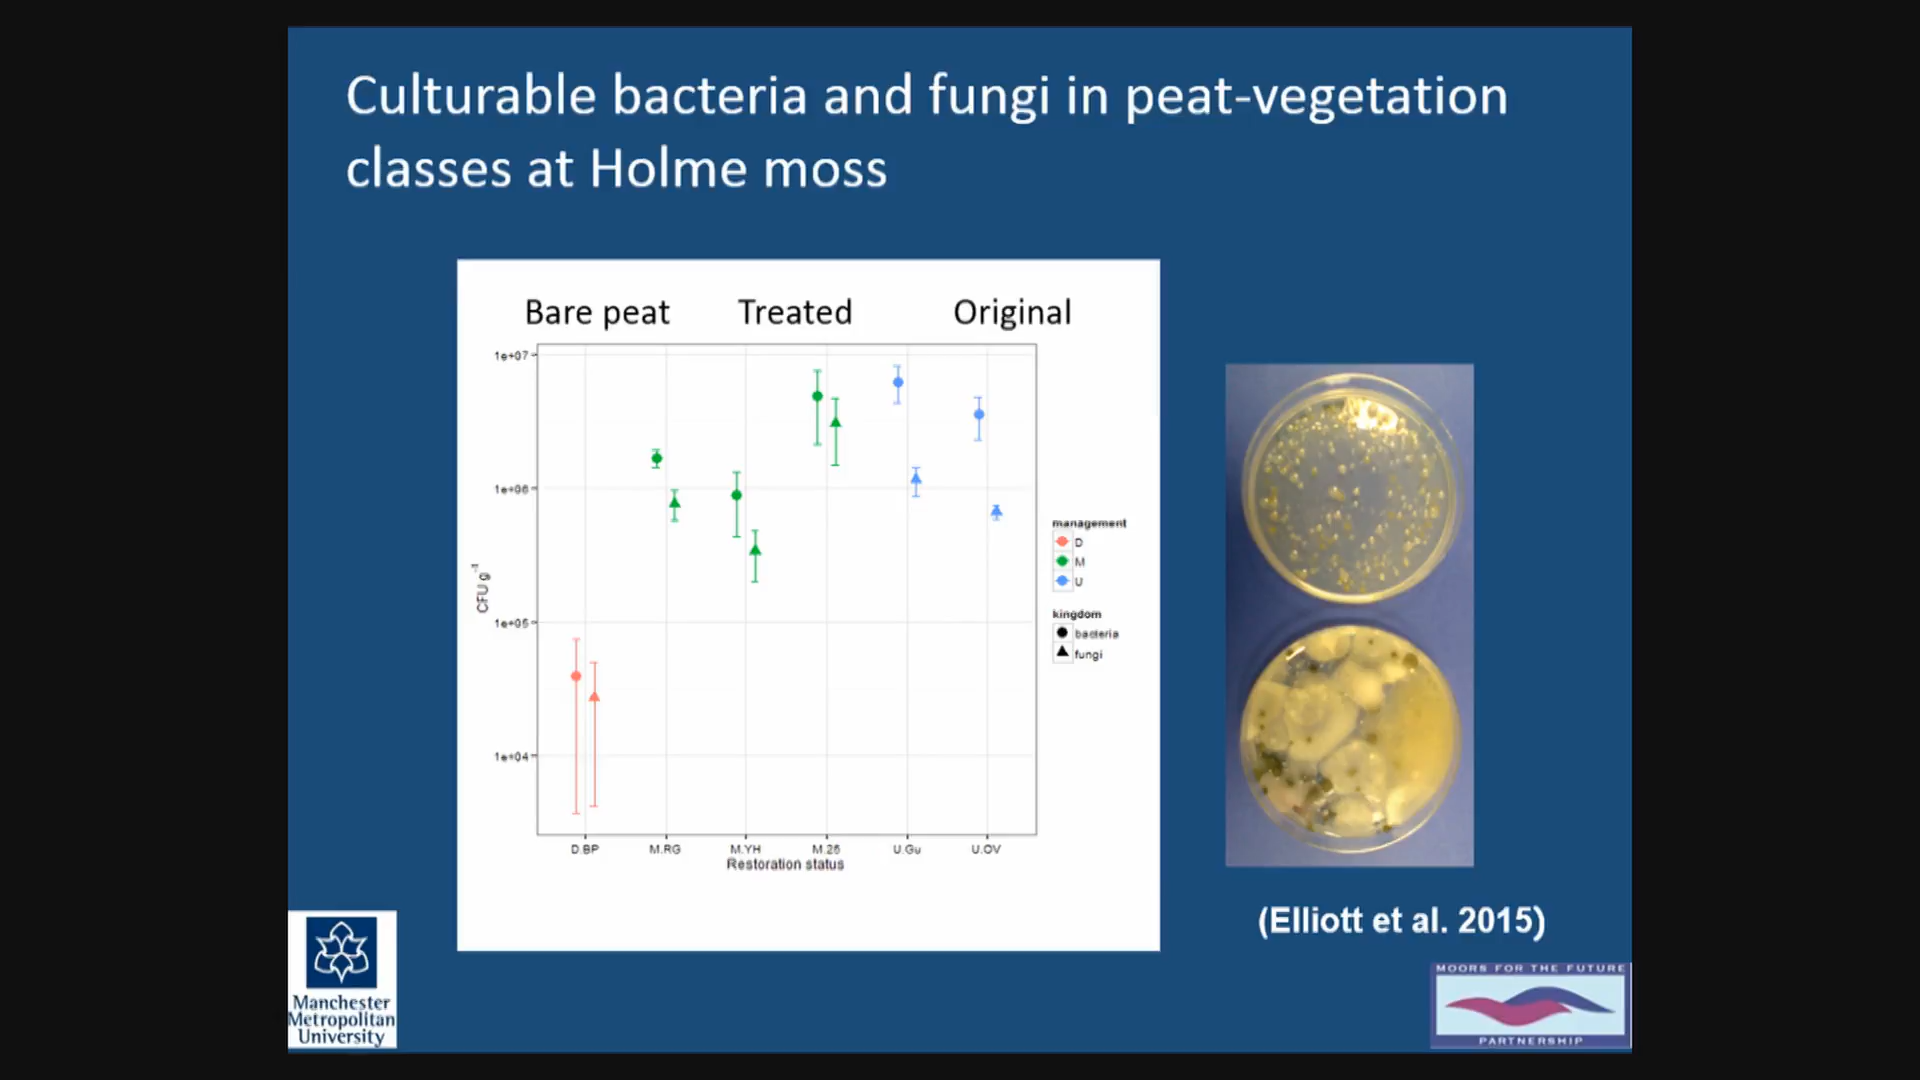 Culturable bacteria and fungi in peat-vegetation
classes at Holme moss
Bare peat Treated Original
1e+07
1e+06
1e+05
1e+04
CFU g-1
D.BP M.RG M.YH M.26 U.Gu U.OV
Restoration status
management
D
M
U
kingdom
bacteria
fungi
(Elliott et al. 2015)
Manchester
Metropolitan
University
MOORS FOR THE FUTURE
PARTNERSHIP